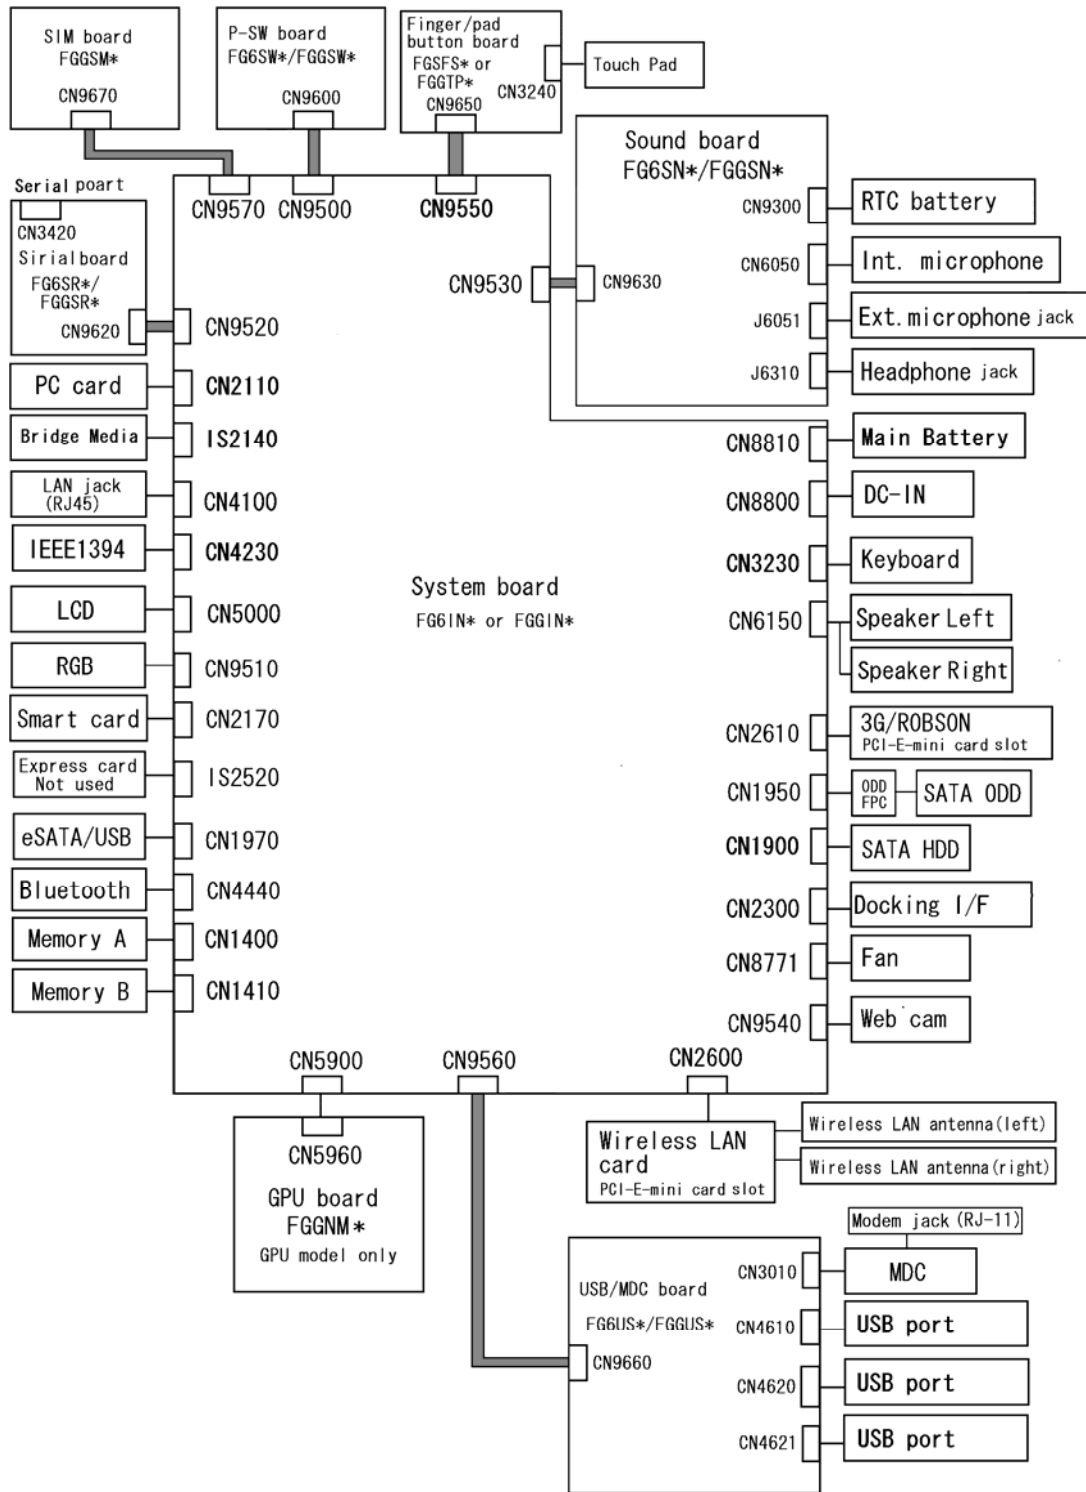 SIM board
FGGSM*
CN9670
P-SW board
FG6SW*/FGGSW*
CN9600
Finger/pad
button board
FGSFS* or
FGGTP*
CN9650
CN3240
Touch Pad
Sound board
FG6SN*/FGGSN*
CN9300
RTC battery
CN6050
Int. microphone
J6051
Ext. microphone jack
J6310
Headphone jack
CN9630
CN9530
CN9570
CN9500
CN9550
Serial poart
CN3420
Sirialboard
FG6SR*/
FGGSR*
CN9620
CN9520
PC card
CN2110
Bridge Media
IS2140
LAN jack
(RJ45)
CN4100
IEEE1394
CN4230
LCD
CN5000
RGB
CN9510
Smart card
CN2170
Express card
Not used
IS2520
eSATA/USB
CN1970
Bluetooth
CN4440
Memory A
CN1400
Memory B
CN1410
System board
FG6IN* or FGGIN*
CN8810
Main Battery
CN8800
DC-IN
CN3230
Keyboard
CN6150
Speaker Left
Speaker Right
CN2610
3G/ROBSON
PCI-E-mini card slot
CN1950
ODD
FPC
SATA ODD
CN1900
SATA HDD
CN2300
Docking I/F
CN8771
Fan
CN9540
Web cam
CN5900
CN9560
CN2600
CN5960
GPU board
FGGNM*
GPU model only
Wireless LAN
card
PCI-E-mini card slot
Wireless LAN antenna(left)
Wireless LAN antenna(right)
Modem jack (RJ-11)
CN3010
MDC
USB/MDC board
FG6US*/FGGUS*
CN4610
USB port
CN9660
CN4620
USB port
CN4621
USB port